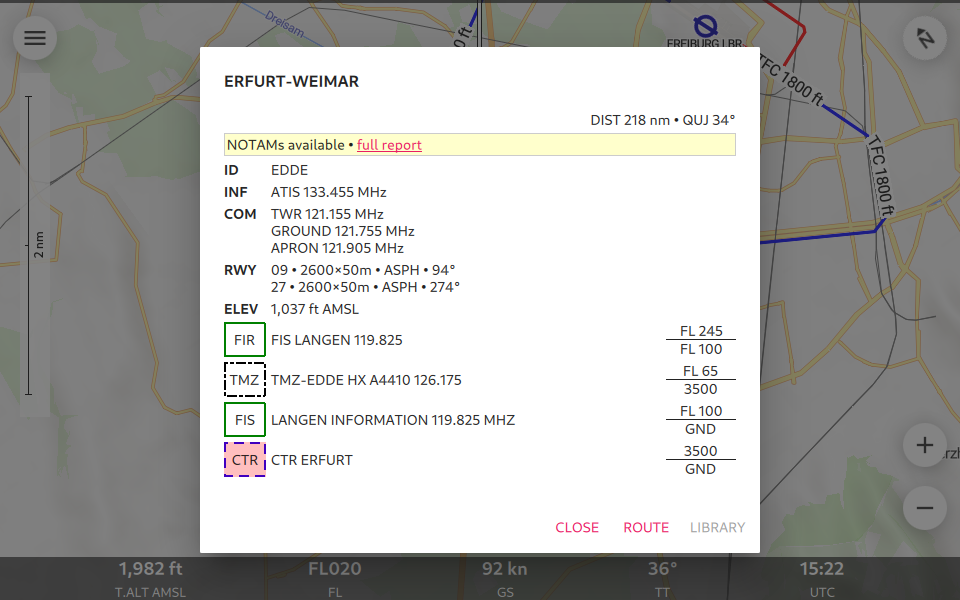 Dreisam
0 ft
FREIBURG LBR
TFC 1800 ft
TFC 1800 ft
2 nm
ERFURT-WEIMAR
DIST 218 nm • QUJ 34°
NOTAMs available • full report
ID EDDE
INF ATIS 133.455 MHz
COM TWR 121.155 MHz
GROUND 121.755 MHz
APRON 121.905 MHz
RWY 09 • 2600×50m • ASPH • 94°
27 • 2600×50m • ASPH • 274°
ELEV 1,037 ft AMSL
FIR FIS LANGEN 119.825 FL 245
FL 100
TMZ TMZ-EDDE HX A4410 126.175 FL 65
3500
FIS LANGEN INFORMATION 119.825 MHZ FL 100
GND
CTR CTR ERFURT 3500
GND
CLOSE ROUTE LIBRARY
1,982 ft FL020 92 kn 36° 15:22
T.ALT AMSL FL GS TT UTC